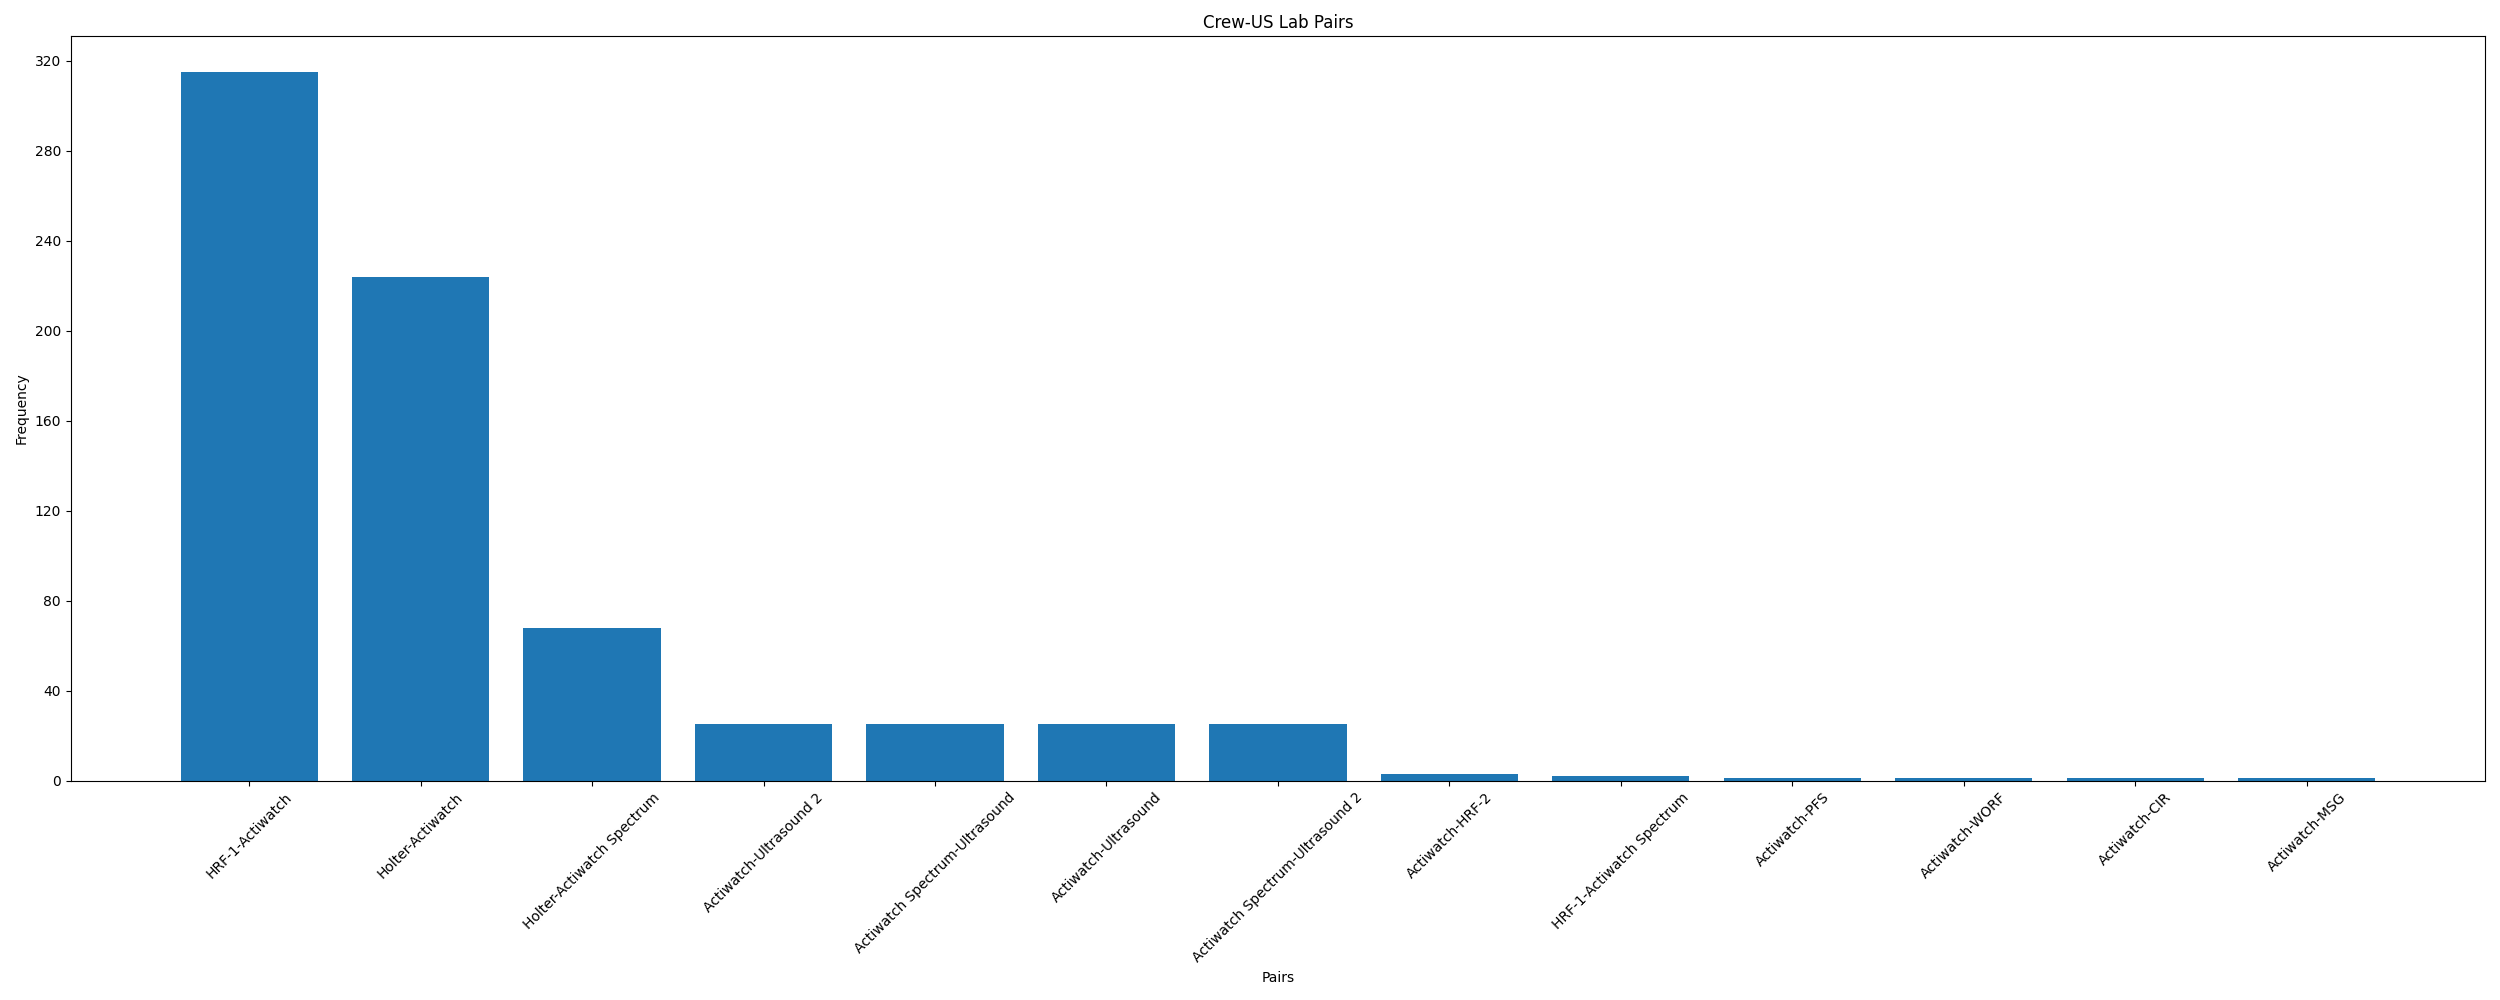 Crew-US Lab Pairs
320
280
240
200
160
120
80
40
0
Frequency
HRF-1-Actiwatch
Holter-Actiwatch
Holter-Actiwatch Spectrum
Actiwatch-Ultrasound 2
Actiwatch Spectrum-Ultrasound
Actiwatch-Ultrasound
Actiwatch Spectrum-Ultrasound 2
Actiwatch-HRF-2
HRF-1-Actiwatch Spectrum
Actiwatch-PFS
Actiwatch-WORF
Actiwatch-CIR
Actiwatch-MSG
Pairs